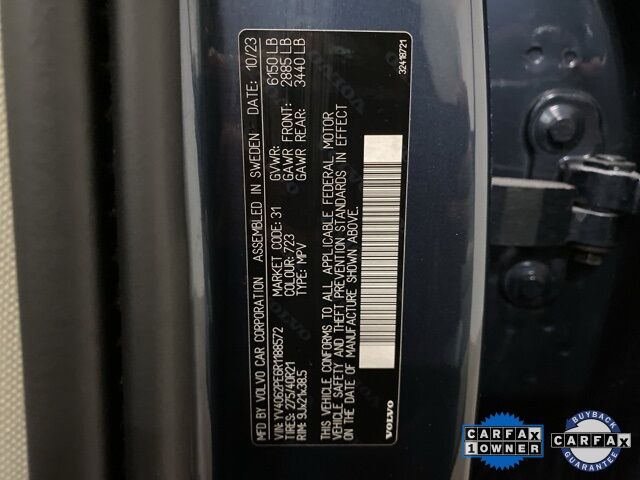 MFD BY VOLVO CAR CORPORATION ASSEMBLED IN SWEDEN DATE: 10/23
VIN: YV4062PE6R1188572 MARKET CODE: 31 GVWR: 6150 LB
TIRES: 275/40R21 COLOUR: 723 GAWR FRONT: 2885 LB
RIM: 9Jx21x38.5 TYPE: MPV GAWR REAR: 3440 LB
THIS VEHICLE CONFORMS TO ALL APPLICABLE FEDERAL MOTOR
VEHICLE SAFETY AND THEFT PREVENTION STANDARDS IN EFFECT
ON THE DATE OF MANUFACTURE SHOWN ABOVE.
VOLVO
32418721
CARFAX
1 OWNER
BUYBACK
CARFAX
GUARANTEE